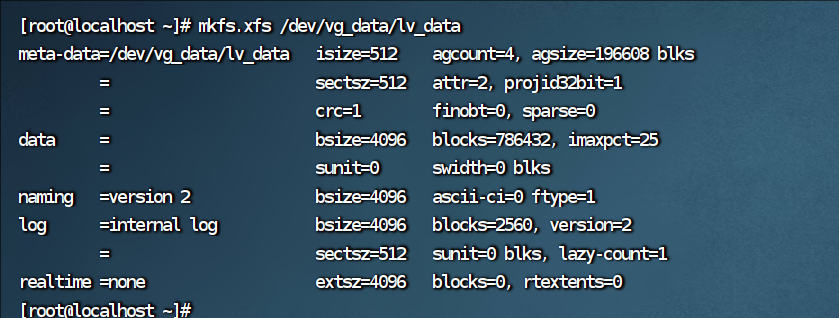 [root@localhost ~]# mkfs.xfs /dev/vg_data/lv_data
meta-data=/dev/vg_data/lv_data   isize=512    agcount=4, agsize=196608 blks
         =                       sectsz=512   attr=2, projid32bit=1
         =                       crc=1        finobt=0, sparse=0
data     =                       bsize=4096   blocks=786432, imaxpct=25
         =                       sunit=0      swidth=0 blks
naming   =version 2              bsize=4096   ascii-ci=0 ftype=1
log      =internal log           bsize=4096   blocks=2560, version=2
         =                       sectsz=512   sunit=0 blks, lazy-count=1
realtime =none                   extsz=4096   blocks=0, rtextents=0
[root@localhost ~]#